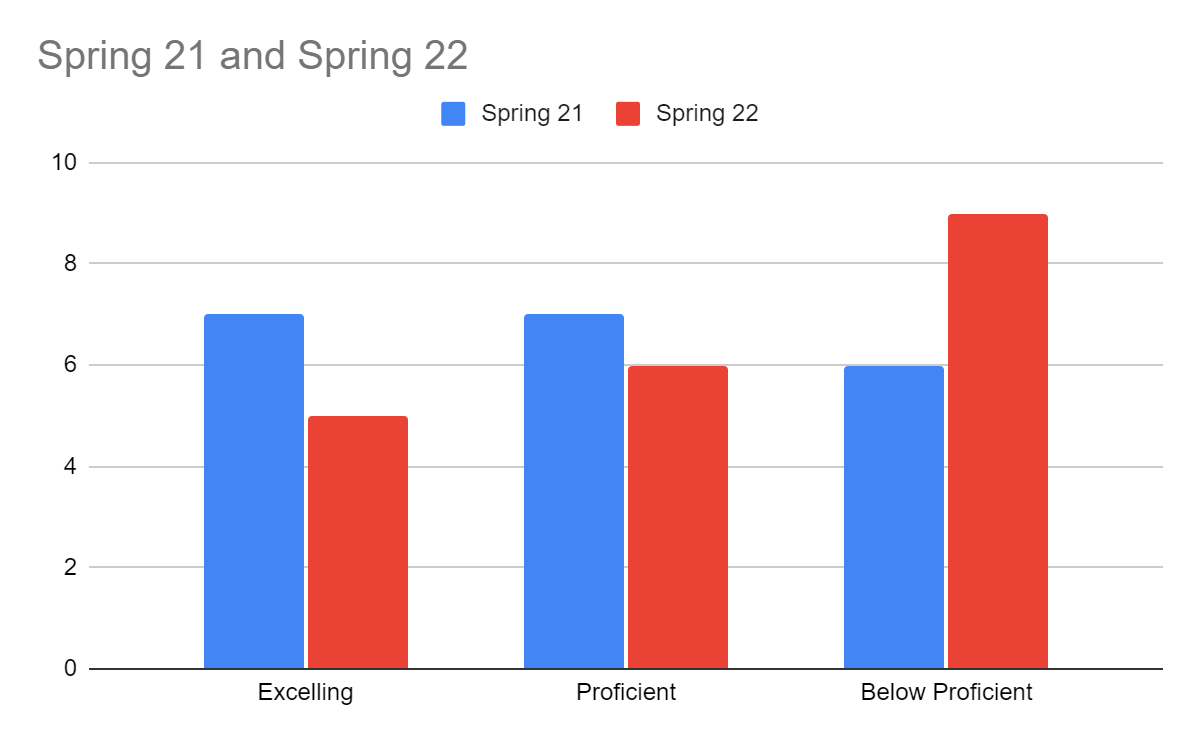 Spring 21 and Spring 22
Spring 21 Spring 22
10
8
6
4
2
0
Excelling Proficient Below Proficient